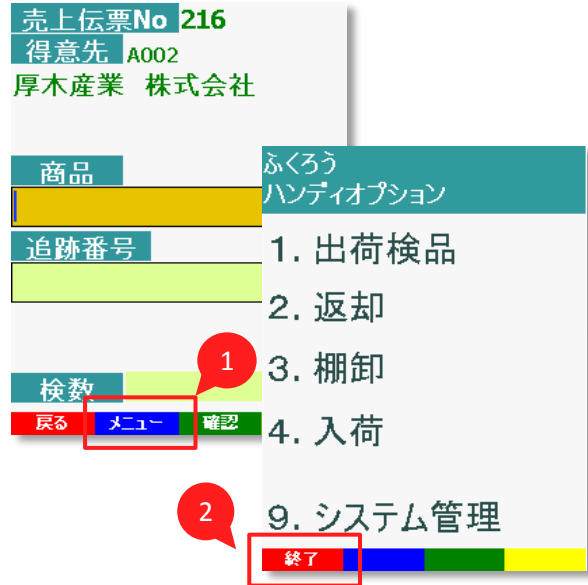 売上伝票No 216
得意先 A002
厚木産業 株式会社
商品
追跡番号
検数
戻る メニュー 確認
1
ふくろう
ハンディオプション
1. 出荷検品
2. 返却
3. 棚卸
4. 入荷
9. システム管理
終了
2